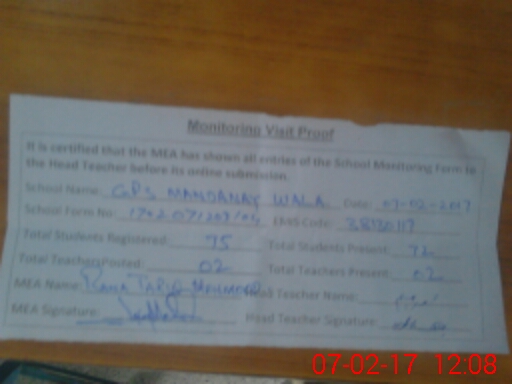 Monitoring Visit Proof
It is certified that the MEA has shown all entries of the School Monitoring Form to
the Head Teacher before its online submission.
School Name: GPS MANDANAY WALA Date: 07-02-2017
School Form No: EMIS Code:
Total Students Registered: 75 Total Students Present: 72
Total Teachers Posted: 02 Total Teachers Present: 02
MEA Name: RANA TARIQ MAHMOOD Head Teacher Name:
MEA Signature: Head Teacher Signature:
07-02-17 12:08